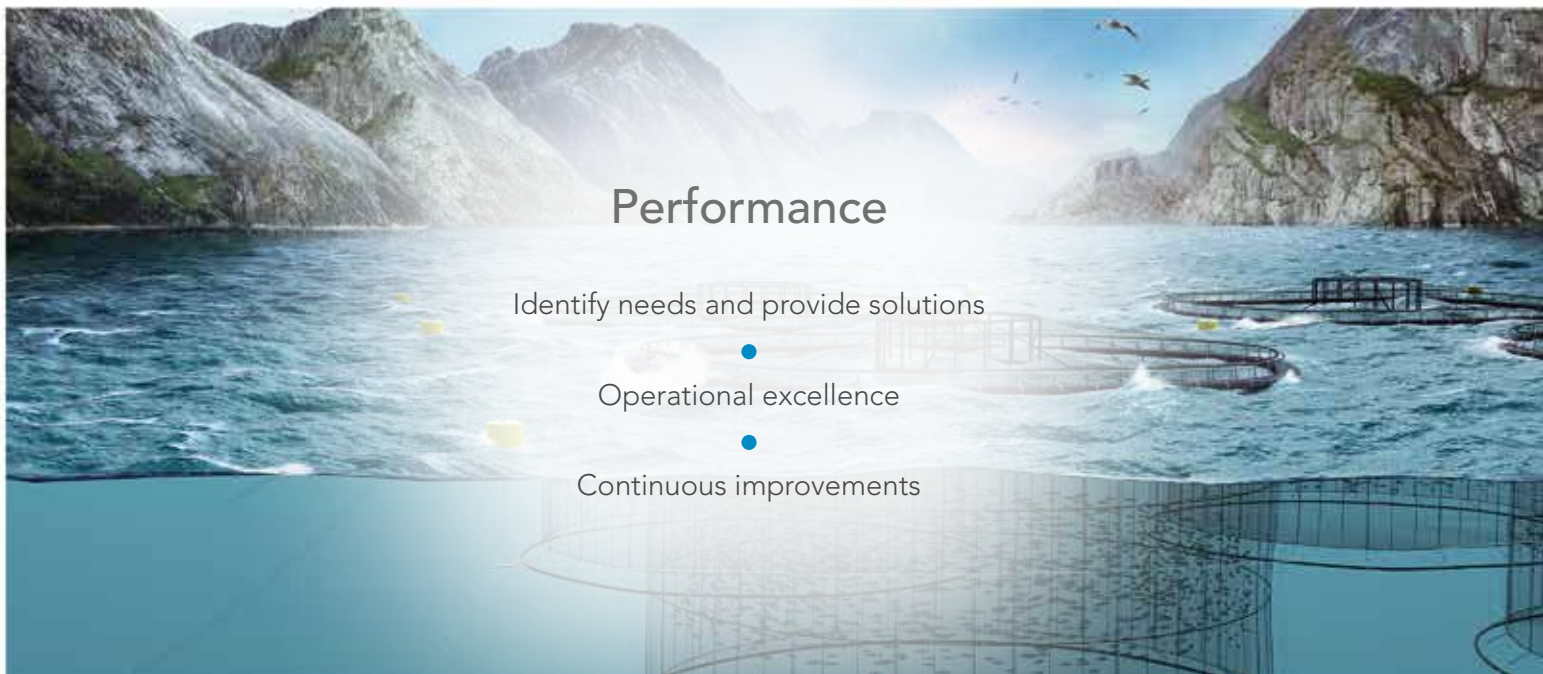 Performance
Identify needs and provide solutions
Operational excellence
Continuous improvements